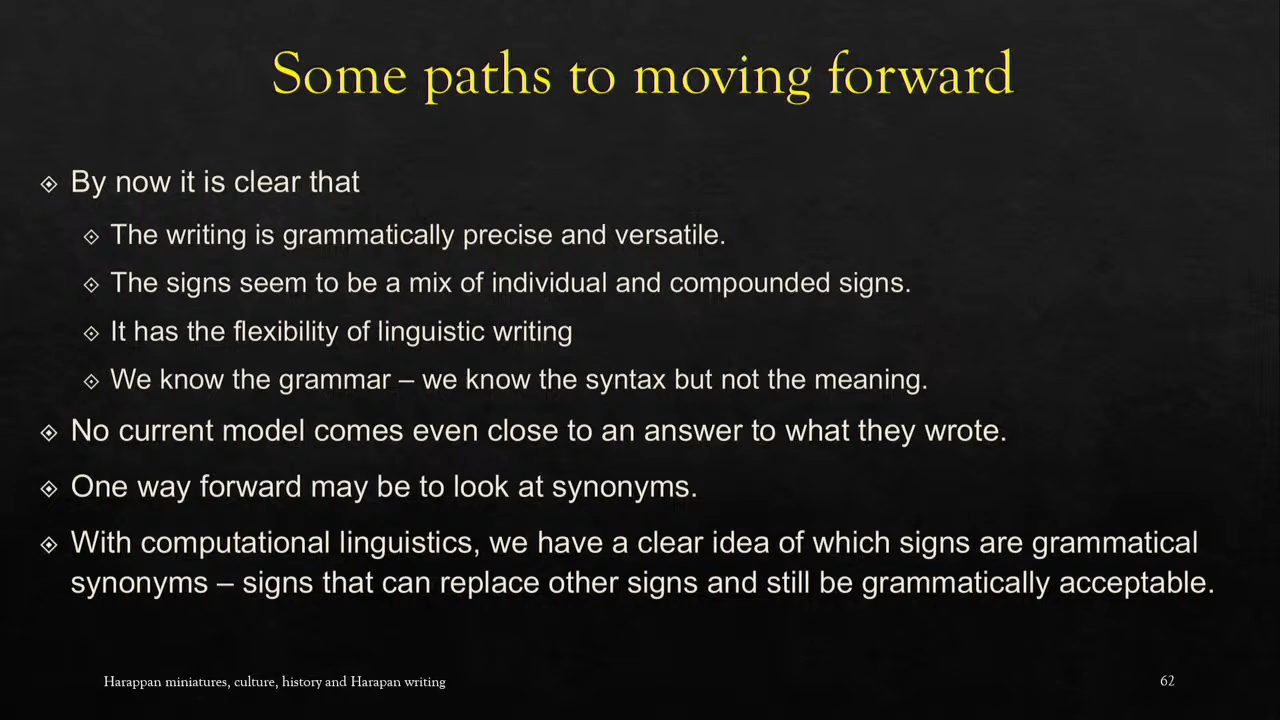 Some paths to moving forward
By now it is clear that
The writing is grammatically precise and versatile.
The signs seem to be a mix of individual and compounded signs.
It has the flexibility of linguistic writing
We know the grammar – we know the syntax but not the meaning.
No current model comes even close to an answer to what they wrote.
One way forward may be to look at synonyms.
With computational linguistics, we have a clear idea of which signs are grammatical
synonyms – signs that can replace other signs and still be grammatically acceptable.
Harappan miniatures, culture, history and Harapan writing
62